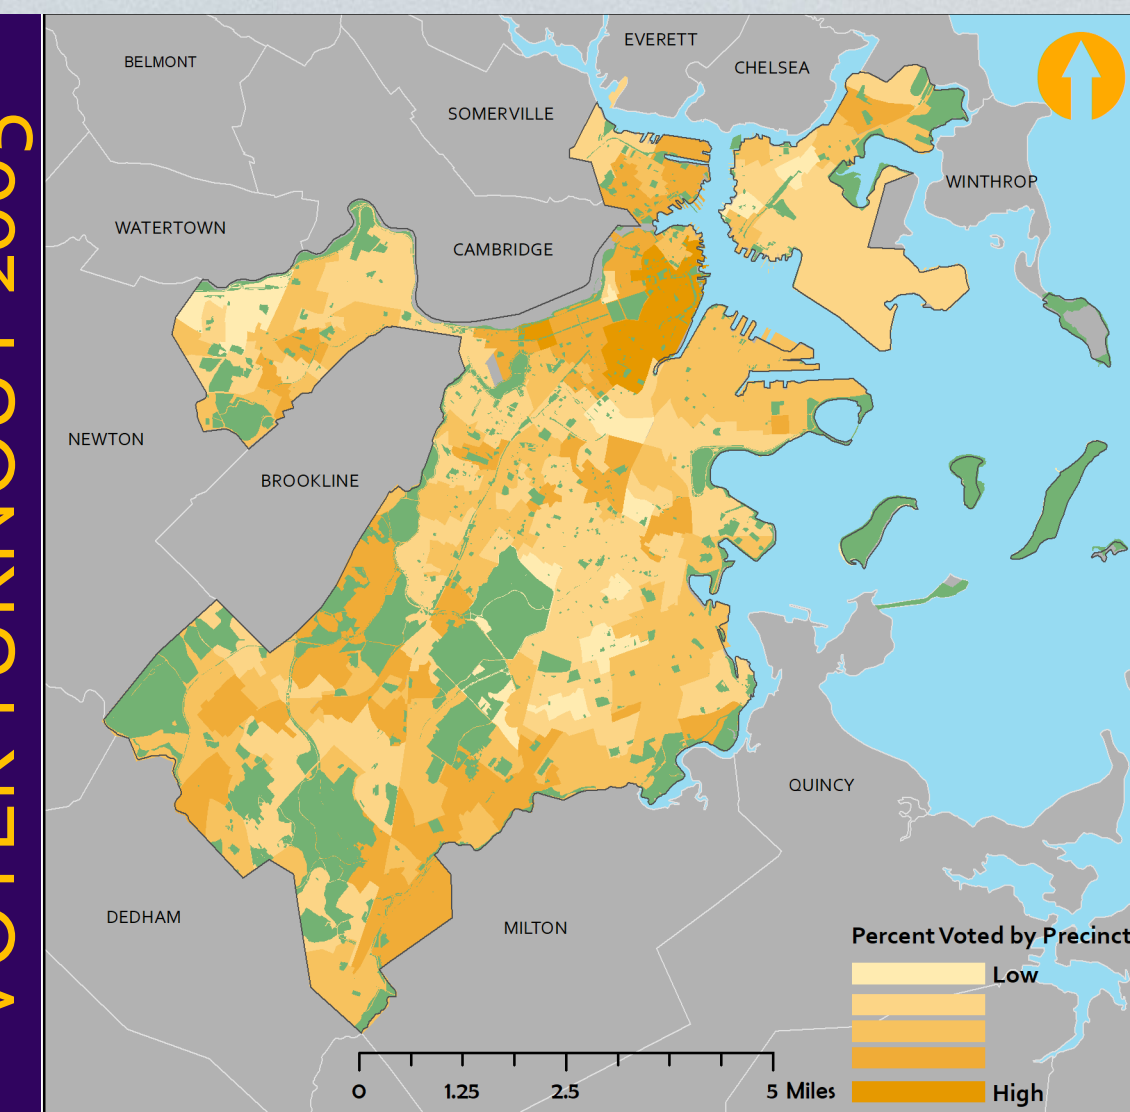 VOTER TURNOUT 2005
EVERETT
BELMONT
CHELSEA
SOMERVILLE
WINTHROP
WATERTOWN
CAMBRIDGE
NEWTON
BROOKLINE
QUINCY
DEDHAM
MILTON
Percent Voted by Precinct
Low
High
0 1.25 2.5 5 Miles